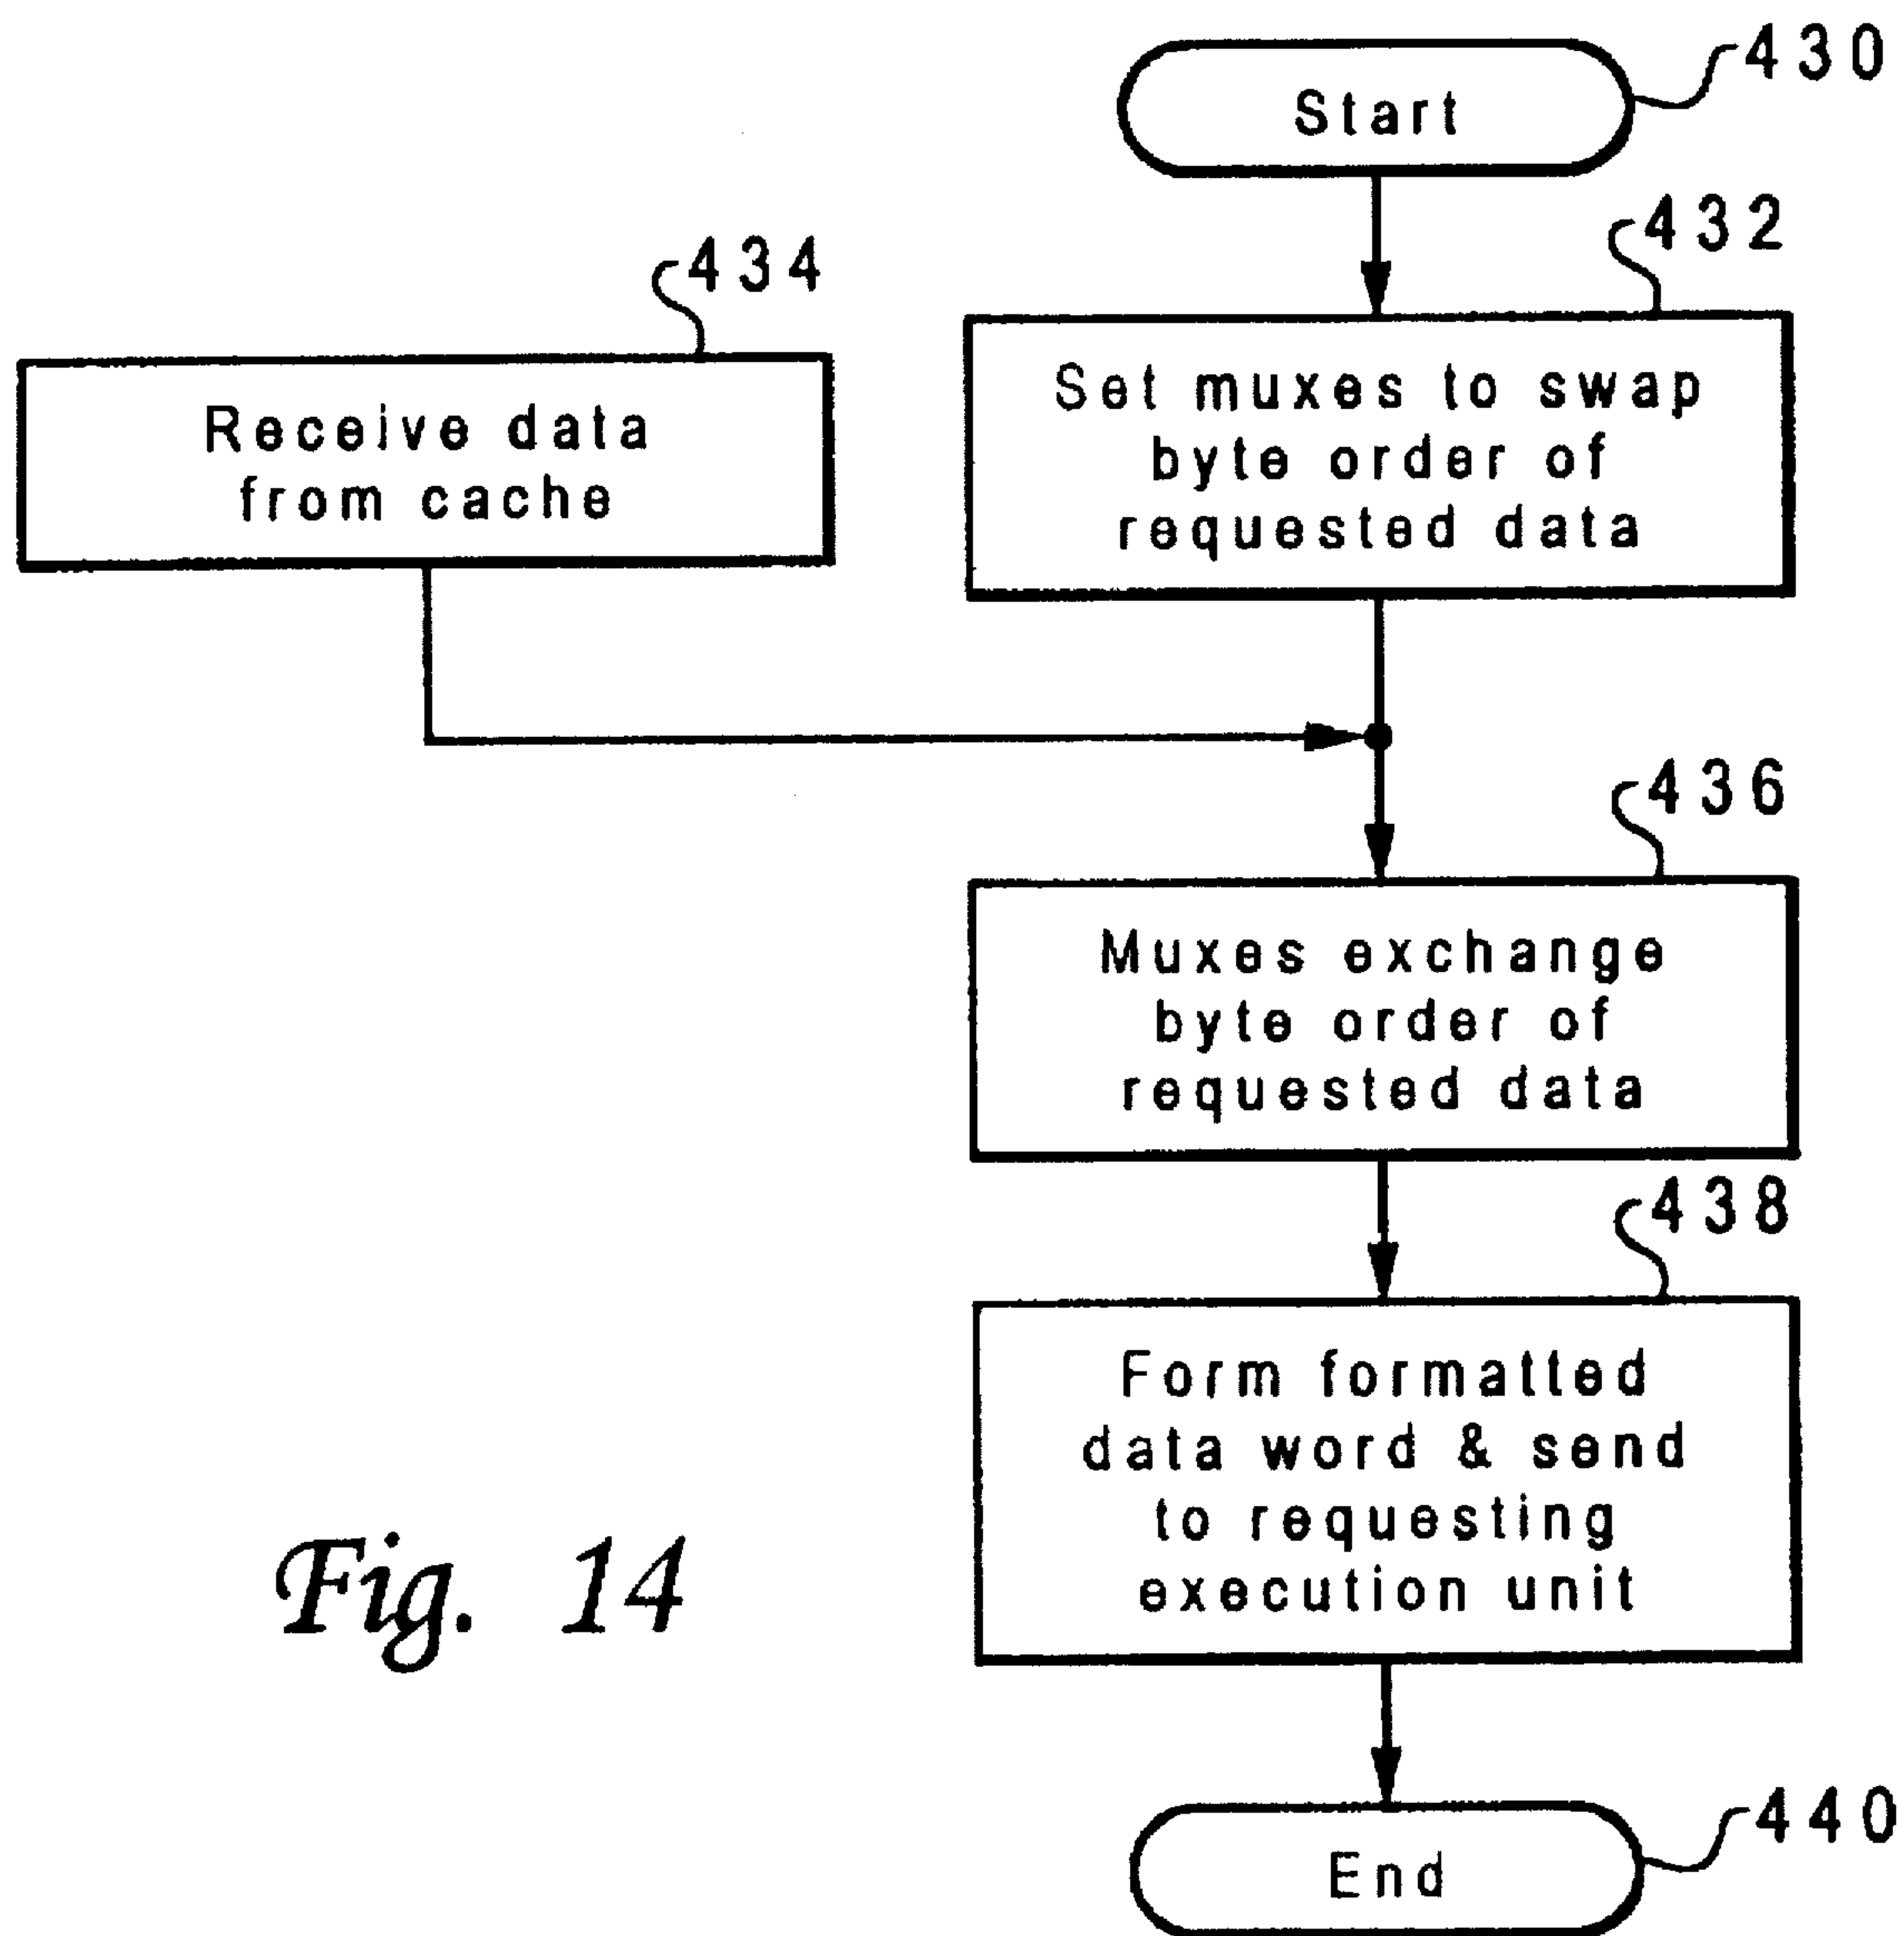 430
Start
432
434
Set muxes to swap
byte order of
requested data
Receive data
from cache
436
Muxes exchange
byte order of
requested data
438
Form formatted
data word & send
to requesting
execution unit
Fig. 14
440
End